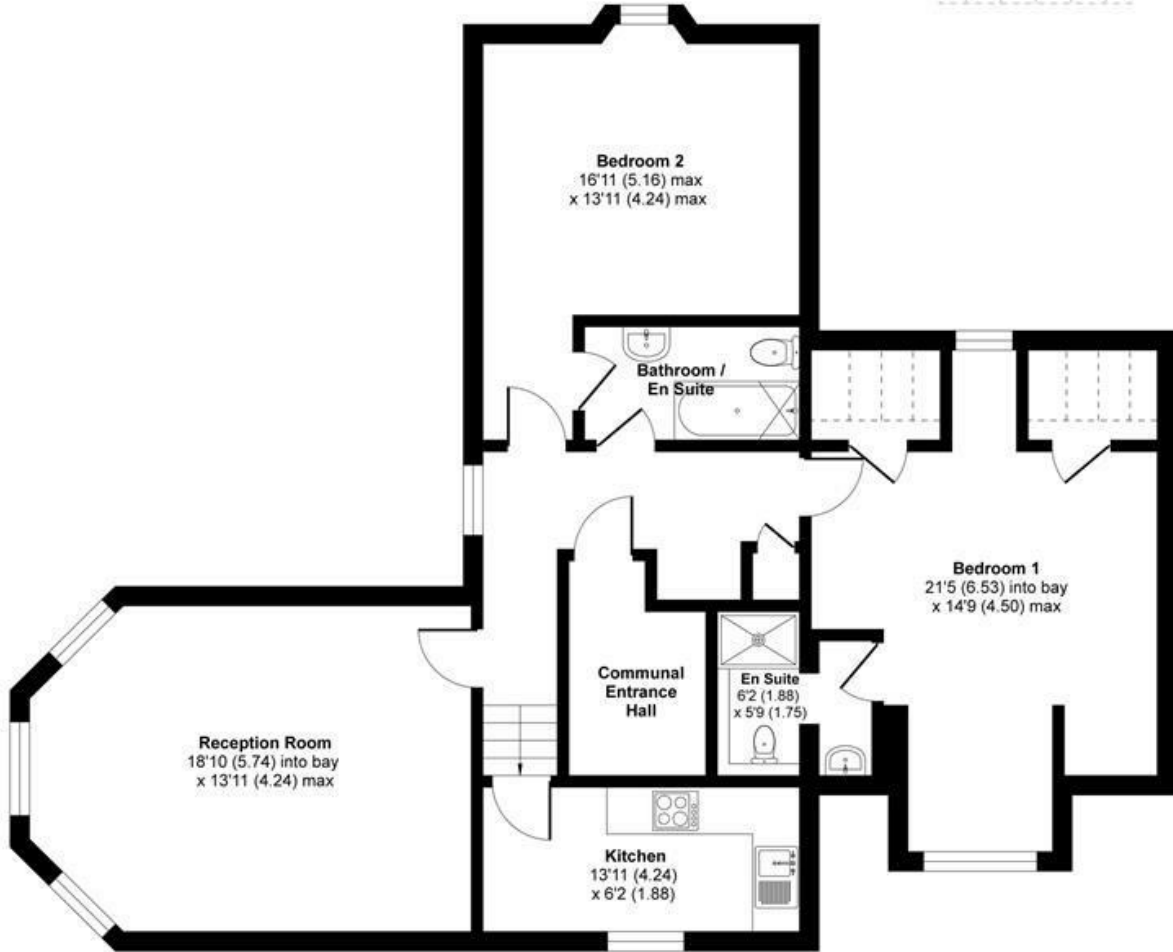 Bedroom 2
16'11 (5.16) max
x 13'11 (4.24) max
Bathroom /
En Suite
Bedroom 1
21'5 (6.53) into bay
x 14'9 (4.50) max
Communal
Entrance
Hall
En Suite
6'2 (1.88)
x 5'9 (1.75)
Reception Room
18'10 (5.74) into bay
x 13'11 (4.24) max
Kitchen
13'11 (4.24)
x 6'2 (1.88)